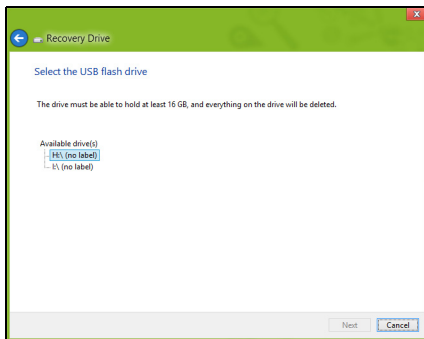 x
Recovery Drive
Select the USB flash drive
The drive must be able to hold at least 16 GB, and everything on the drive will be deleted.
Available drive(s)
H:\ (no label)
I:\ (no label)
Next Cancel